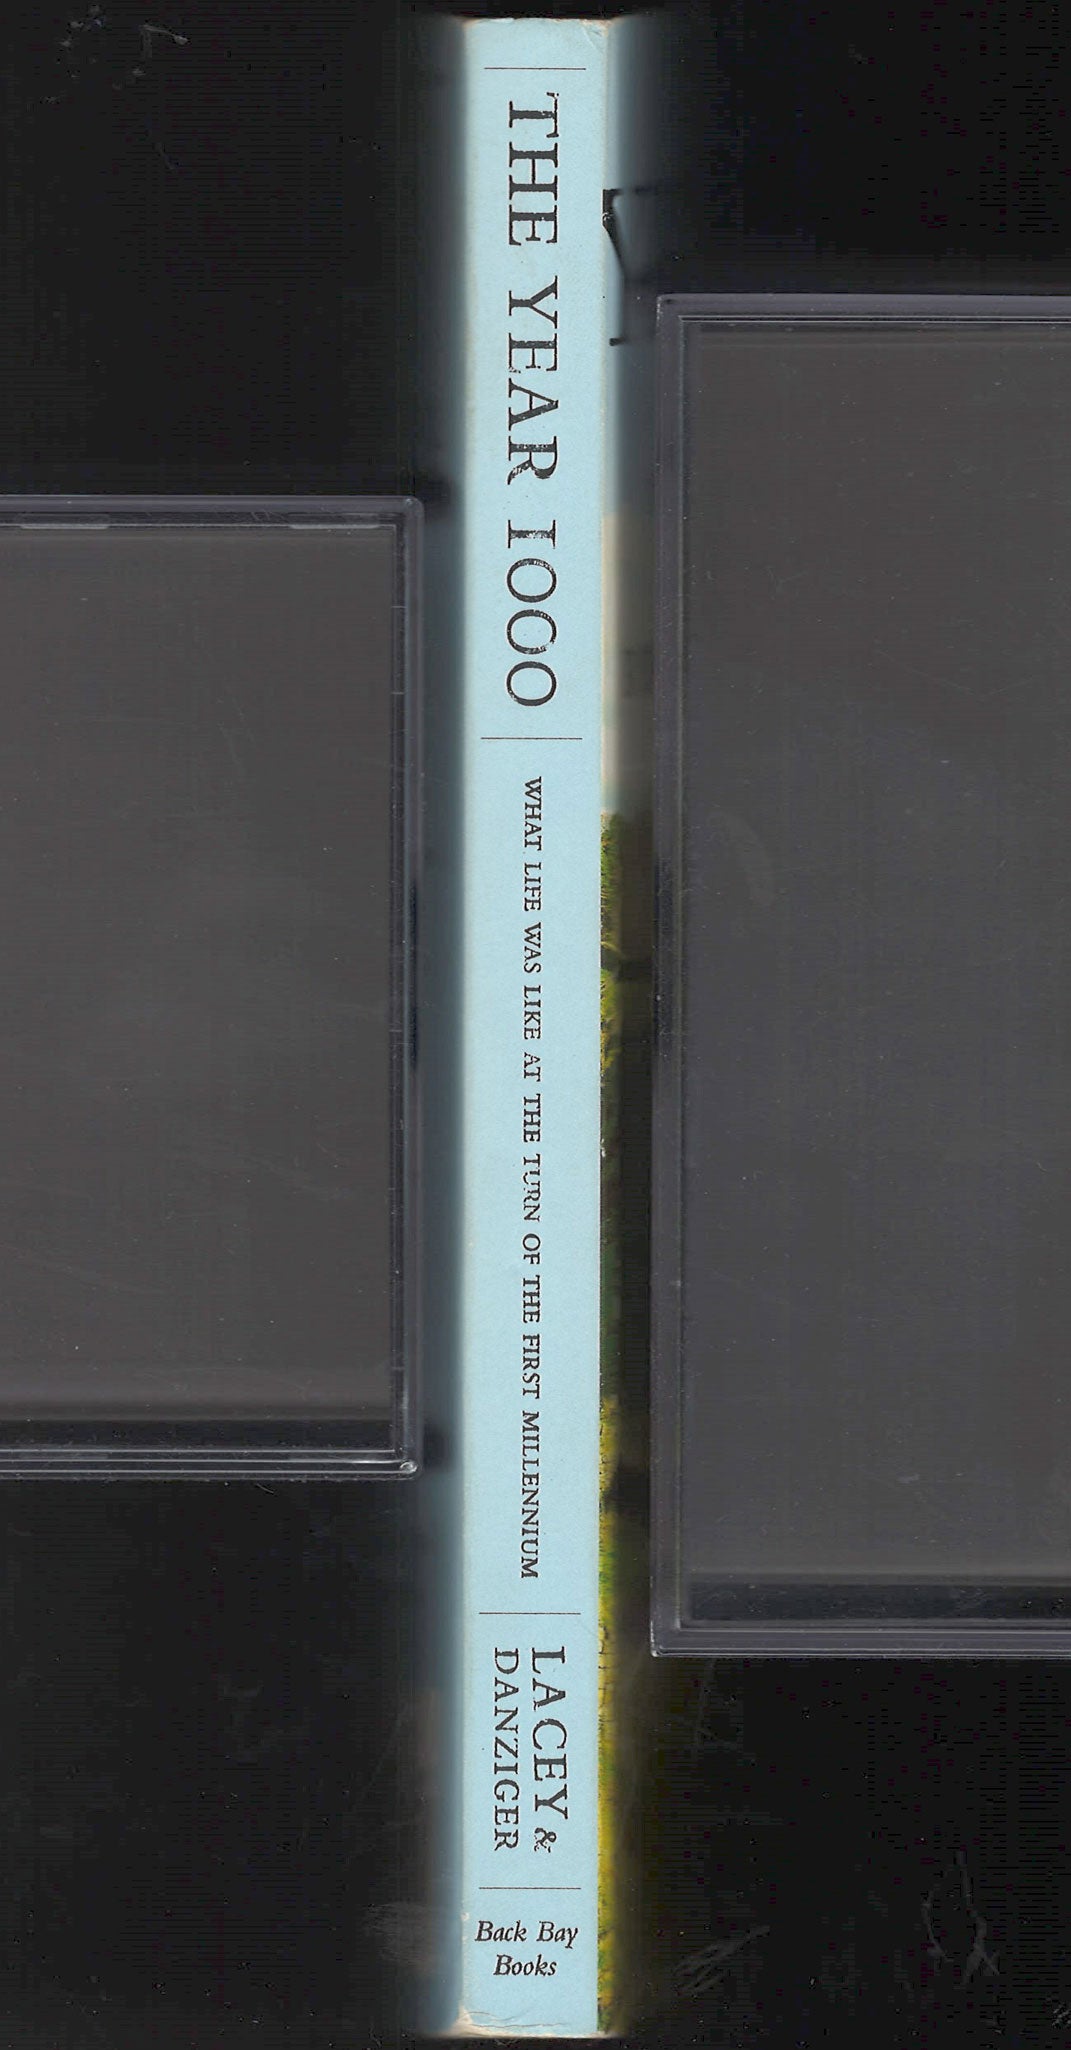 THE YEAR 1000
WHAT LIFE WAS LIKE AT THE TURN OF THE FIRST MILLENNIUM
LACEY &
DANZIGER
Back Bay
Books